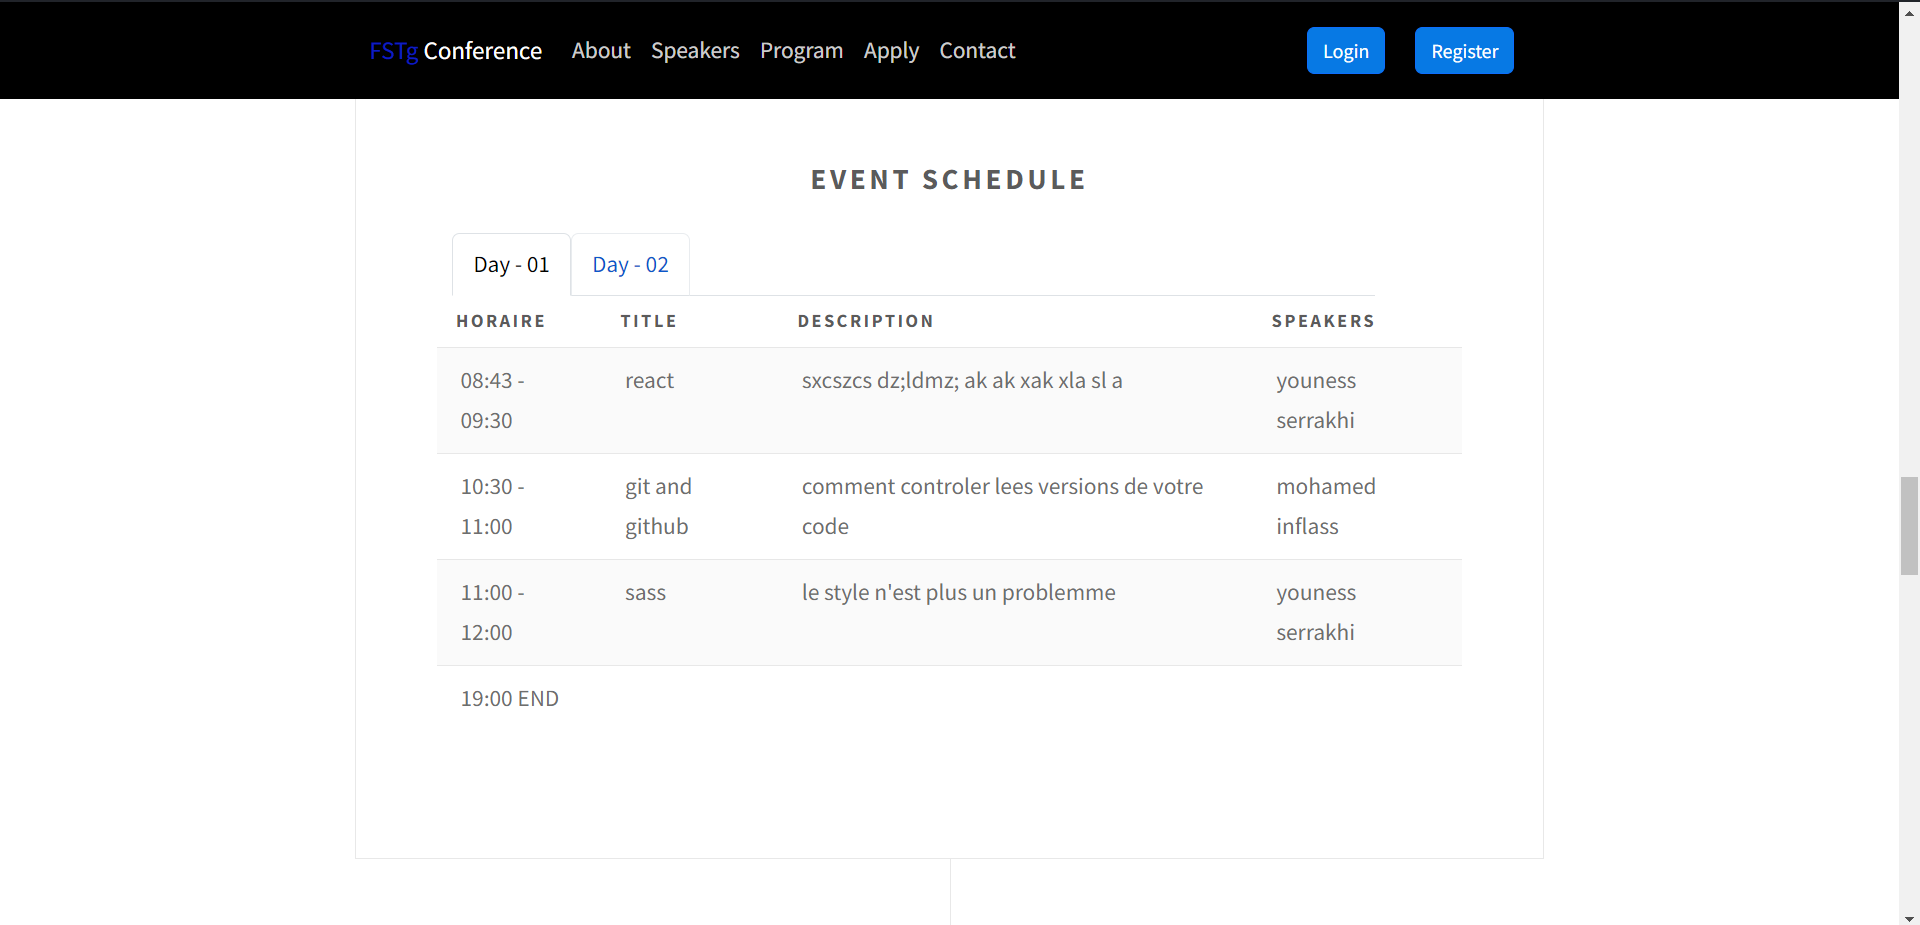 FSTg Conference About Speakers Program Apply Contact Login Register
EVENT SCHEDULE
Day - 01 Day - 02
HORAIRE TITLE DESCRIPTION SPEAKERS
08:43 - react sxcszcs dz;ldmz; ak ak xak xla sl a youness
09:30 serrakhi
10:30 - git and comment controler lees versions de votre mohamed
11:00 github code inflass
11:00 - sass le style n'est plus un problemme youness
12:00 serrakhi
19:00 END